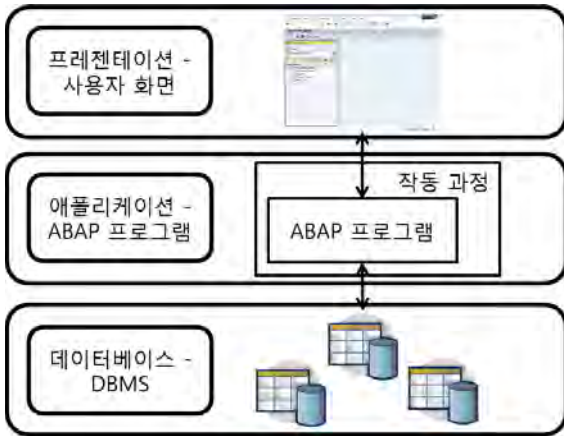 프레젠테이션 -
사용자 화면
애플리케이션 -
ABAP 프로그램
작동 과정
ABAP 프로그램
데이터베이스 -
DBMS